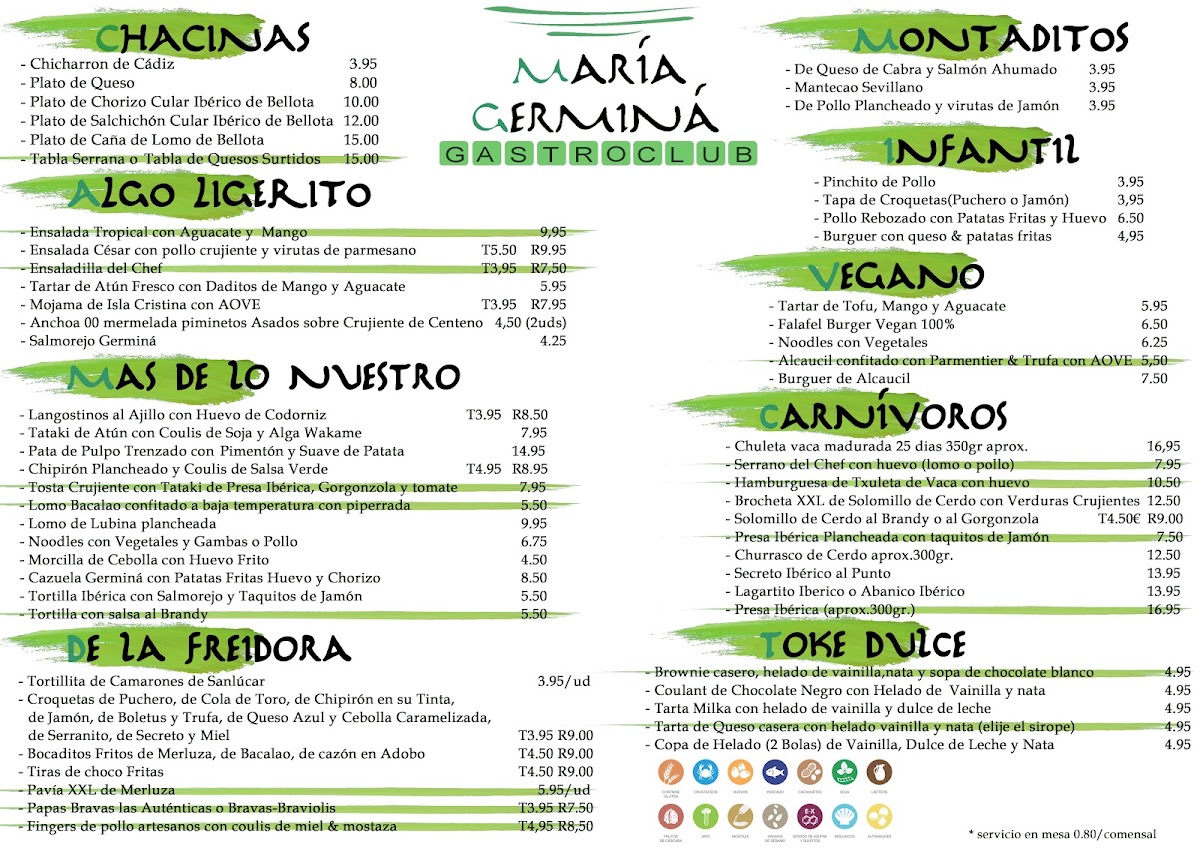 CHACINAS
- Chicharron de Cádiz 3.95
- Plato de Queso 8.00
- Plato de Chorizo Cular Ibérico de Bellota 10.00
- Plato de Salchichón Cular Ibérico de Bellota 12.00
- Plato de Caña de Lomo de Bellota 15.00
- Tabla Serrana o Tabla de Quesos Surtidos 15.00
ALGO LIGERITO
- Ensalada Tropical con Aguacate y Mango 9,95
- Ensalada César con pollo crujiente y virutas de parmesano T5.50 R9.95
- Ensaladilla del Chef T3,95 R7,50
- Tartar de Atún Fresco con Daditos de Mango y Aguacate 5.95
- Mojama de Isla Cristina con AOVE T3.95 R7.95
- Anchoa 00 mermelada piminetos Asados sobre Crujiente de Centeno 4,50 (2uds)
- Salmorejo Germiná 4.25
MAS DE LO NUESTRO
- Langostinos al Ajillo con Huevo de Codorniz T3.95 R8.50
- Tataki de Atún con Coulis de Soja y Alga Wakame 7.95
- Pata de Pulpo Trenzado con Pimentón y Suave de Patata 14.95
- Chipirón Plancheado y Coulis de Salsa Verde T4.95 R8.95
- Tosta Crujiente con Tataki de Presa Ibérica, Gorgonzola y tomate 7.95
- Lomo Bacalao confitado a baja temperatura con piperrada 5.50
- Lomo de Lubina plancheada 9.95
- Noodles con Vegetales y Gambas o Pollo 6.75
- Morcilla de Cebolla con Huevo Frito 4.50
- Cazuela Germiná con Patatas Fritas Huevo y Chorizo 8.50
- Tortilla Ibérica con Salmorejo y Taquitos de Jamón 5.50
- Tortilla con salsa al Brandy 5.50
DE LA FREIDORA
- Tortillita de Camarones de Sanlúcar 3.95/ud
- Croquetas de Puchero, de Cola de Toro, de Chipirón en su Tinta,
de Jamón, de Boletus y Trufa, de Queso Azul y Cebolla Caramelizada,
de Serranito, de Secreto y Miel T3.95 R9.00
- Bocaditos Fritos de Merluza, de Bacalao, de cazón en Adobo T4.50 R9.00
- Tiras de choco Fritas T4.50 R9.00
- Pavía XXL de Merluza 5.95/ud
- Papas Bravas las Auténticas o Bravas-Braviolis T3.95 R7.50
- Fingers de pollo artesanos con coulis de miel & mostaza T4,95 R8,50
MARÍA
GERMINÁ
GASTROCLUB
MONTADITOS
- De Queso de Cabra y Salmón Ahumado 3.95
- Mantecao Sevillano 3.95
- De Pollo Plancheado y virutas de Jamón 3.95
INFANTIL
- Pinchito de Pollo 3.95
- Tapa de Croquetas(Puchero o Jamón) 3,95
- Pollo Rebozado con Patatas Fritas y Huevo 6.50
- Burguer con queso & patatas fritas 4,95
VEGANO
- Tartar de Tofu, Mango y Aguacate 5.95
- Falafel Burger Vegan 100% 6.50
- Noodles con Vegetales 6.25
- Alcaucil confitado con Parmentier & Trufa con AOVE 5,50
- Burguer de Alcaucil 7.50
CARNÍVOROS
- Chuleta vaca madurada 25 dias 350gr aprox. 16,95
- Serrano del Chef con huevo (lomo o pollo) 7.95
- Hamburguesa de Txuleta de Vaca con huevo 10.50
- Brocheta XXL de Solomillo de Cerdo con Verduras Crujientes 12.50
- Solomillo de Cerdo al Brandy o al Gorgonzola T4.50€ R9.00
- Presa Ibérica Plancheada con taquitos de Jamón 7.50
- Churrasco de Cerdo aprox.300gr. 12.50
- Secreto Ibérico al Punto 13.95
- Lagartito Iberico o Abanico Ibérico 13.95
- Presa Ibérica (aprox.300gr.) 16.95
TOKE DULCE
- Brownie casero, helado de vainilla,nata y sopa de chocolate blanco 4.95
- Coulant de Chocolate Negro con Helado de Vainilla y nata 4.95
- Tarta Milka con helado de vainilla y dulce de leche 4.95
- Tarta de Queso casera con helado vainilla y nata (elije el sirope) 4.95
- Copa de Helado (2 Bolas) de Vainilla, Dulce de Leche y Nata 4.95
CONTIENE GLUTEN CRUSTÁCEOS HUEVOS PESCADO CACAHUETES SOJA LÁCTEOS
E-X
FRUTOS DE CÁSCARA APIO MOSTAZA GRANOS DE SÉSAMO DIÓXIDO DE AZUFRE Y SULFITOS MOLUSCOS ALTRAMUCES
* servicio en mesa 0.80/comensal